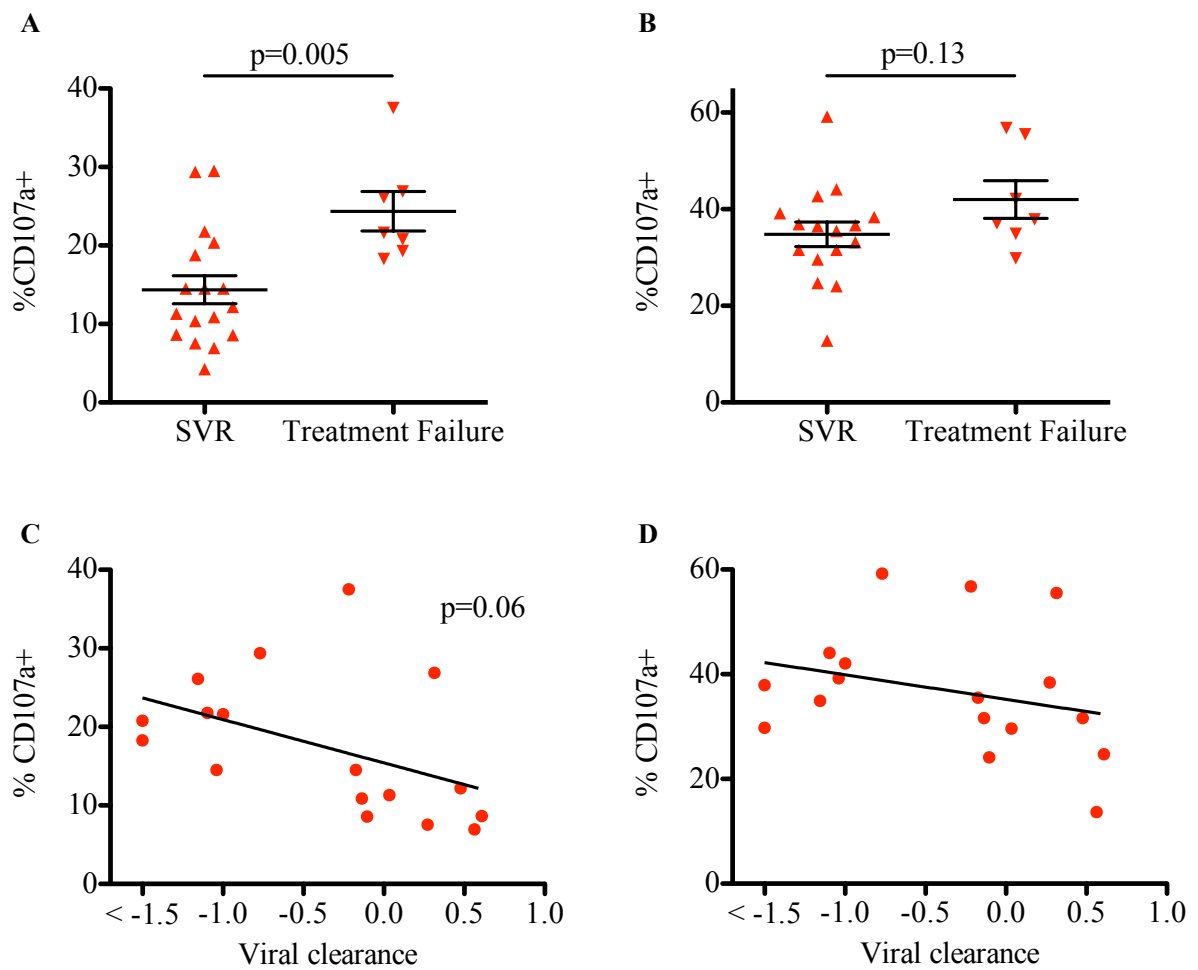 A
p=0.005
40
30
20
10
0
%CD107a+
SVR Treatment Failure
B
p=0.13
60
40
20
0
%CD107a+
SVR Treatment Failure
C
40
30
20
10
0
% CD107a+
p=0.06
< -1.5 -1.0 -0.5 0.0 0.5 1.0
Viral clearance
D
60
40
20
0
% CD107a+
< -1.5 -1.0 -0.5 0.0 0.5 1.0
Viral clearance